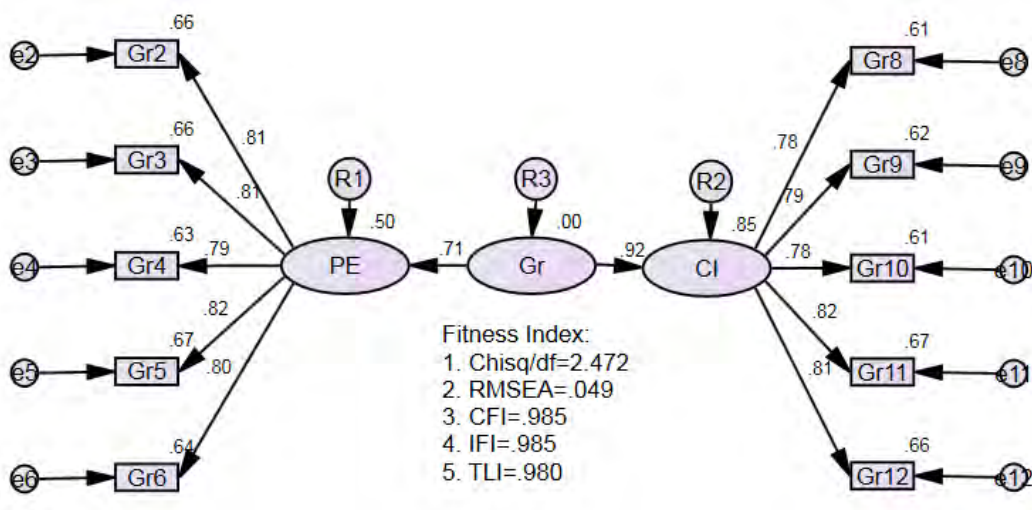 .66
e2
Gr2
.81
.66
e3
Gr3
.81
.63
e4
Gr4
.79
.67
e5
Gr5
.82
.64
e6
Gr6
.80
R1
.50
PE
.71
R3
.00
Gr
.92
R2
.85
CI
.61
Gr8
e8
.78
.62
Gr9
e9
.79
.61
Gr10
e10
.78
.67
Gr11
e11
.82
.66
Gr12
e12
.81
Fitness Index:
1. Chisq/df=2.472
2. RMSEA=.049
3. CFI=.985
4. IFI=.985
5. TLI=.980